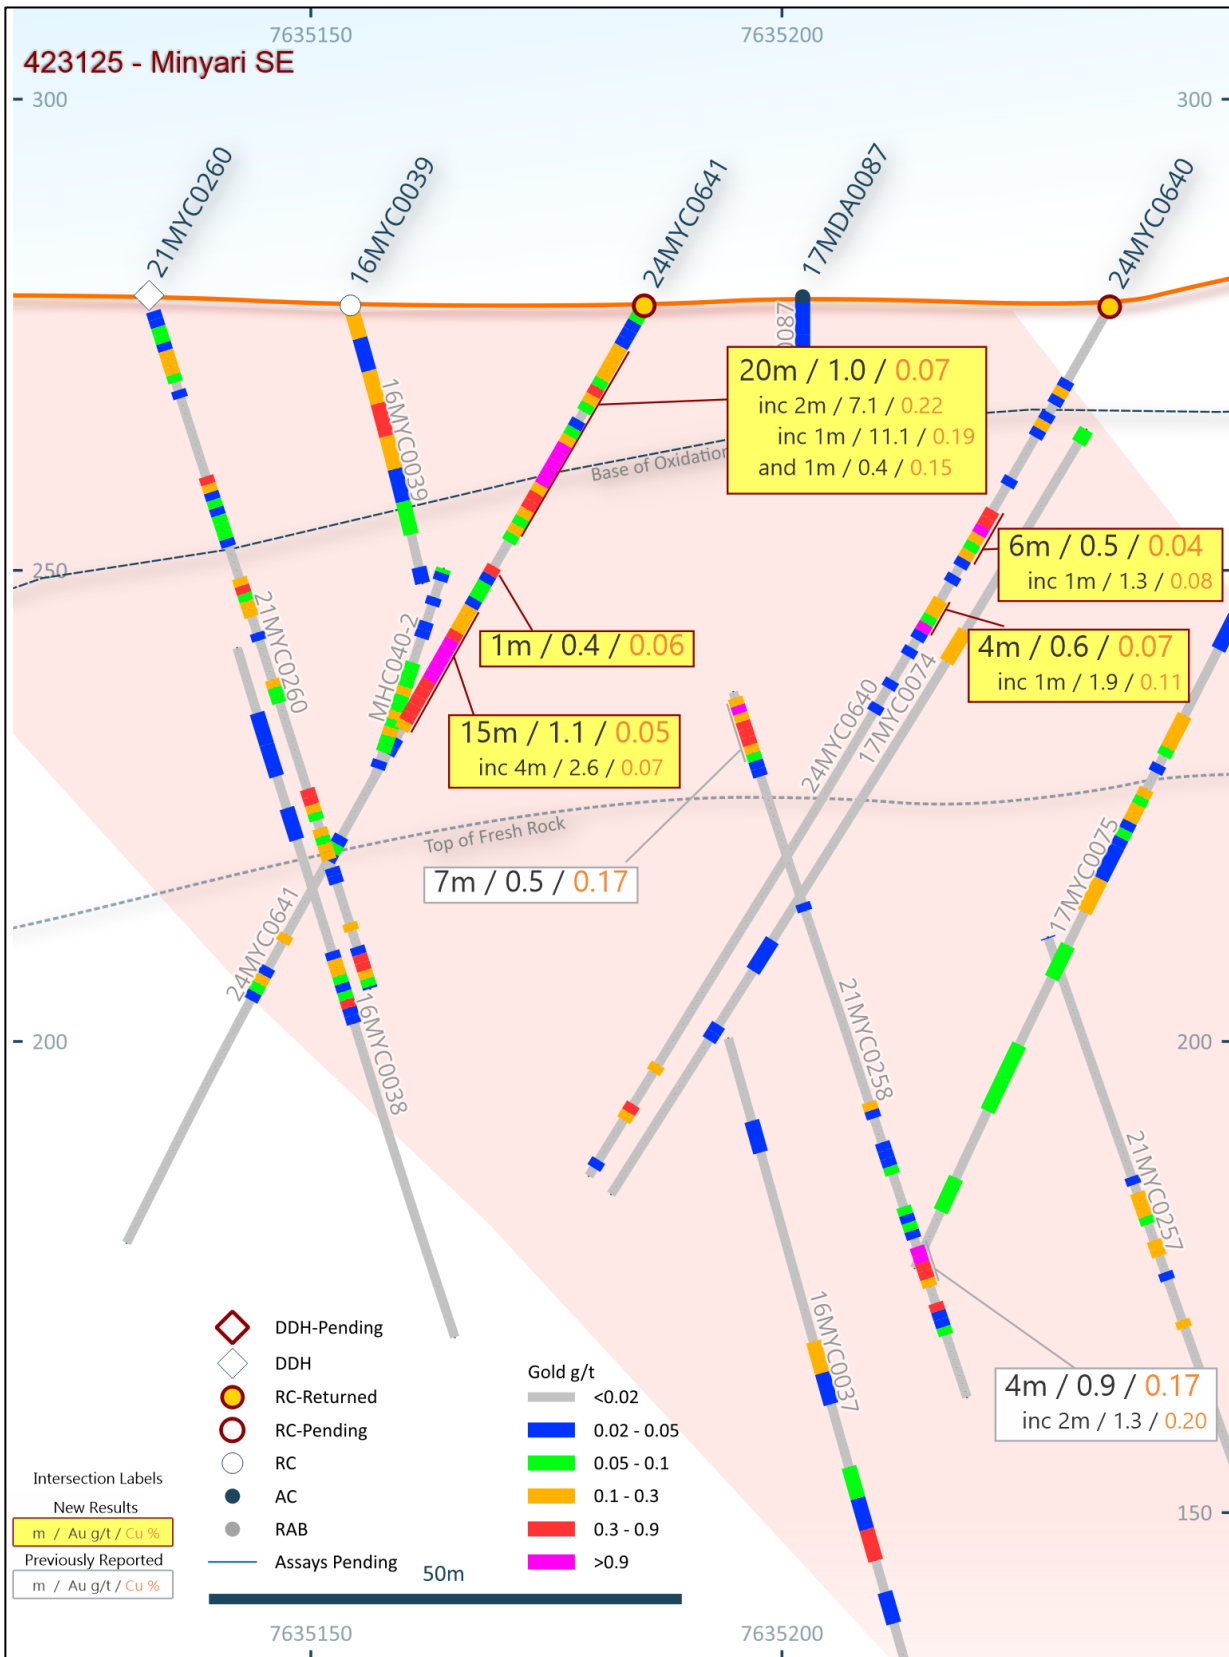 7635150
7635200
423125 - Minyari SE
300
300
21MYC0260
16MYC0039
24MYC0641
17MDA0087
24MYC0640
0087
20m / 1.0 / 0.07
inc 2m / 7.1 / 0.22
inc 1m / 11.1 / 0.19
and 1m / 0.4 / 0.15
16MYC0039
Base of Oxidation
6m / 0.5 / 0.04
inc 1m / 1.3 / 0.08
250
21MYC0260
MHC040-2
1m / 0.4 / 0.06
4m / 0.6 / 0.07
inc 1m / 1.9 / 0.11
24MYC0640
17MYC0074
15m / 1.1 / 0.05
inc 4m / 2.6 / 0.07
Top of Fresh Rock
7m / 0.5 / 0.17
17MYC0075
24MYC0641
16MYC0038
21MYC0258
200
200
21MYC0257
16MYC0037
4m / 0.9 / 0.17
inc 2m / 1.3 / 0.20
DDH-Pending
DDH
RC-Returned
RC-Pending
RC
AC
RAB
Assays Pending
Gold g/t
<0.02
0.02 - 0.05
0.05 - 0.1
0.1 - 0.3
0.3 - 0.9
>0.9
Intersection Labels
New Results
m / Au g/t / Cu %
Previously Reported
m / Au g/t / Cu %
150
50m
7635150
7635200